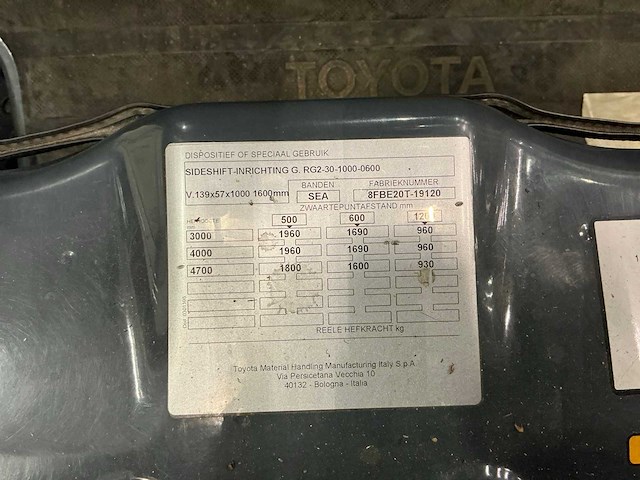 TOYOTA
DISPOSITIEF OF SPECIAAL GEBRUIK
SIDESHIFT-INRICHTING G. RG2-30-1000-0600
BANDEN FABRIEKNUMMER
V.139x57x1000 1600mm SEA 8FBE20T-19120
ZWAARTEPUNTAFSTAND mm
500 600
3000 1960 1690 960
4000 1960 1690 960
4700 1800 1600 930
REËLE HEFKRACHT kg
Toyota Material Handling Manufacturing Italy S.p.A
Via Persicetana Vecchia 10
40132 - Bologna - Italia